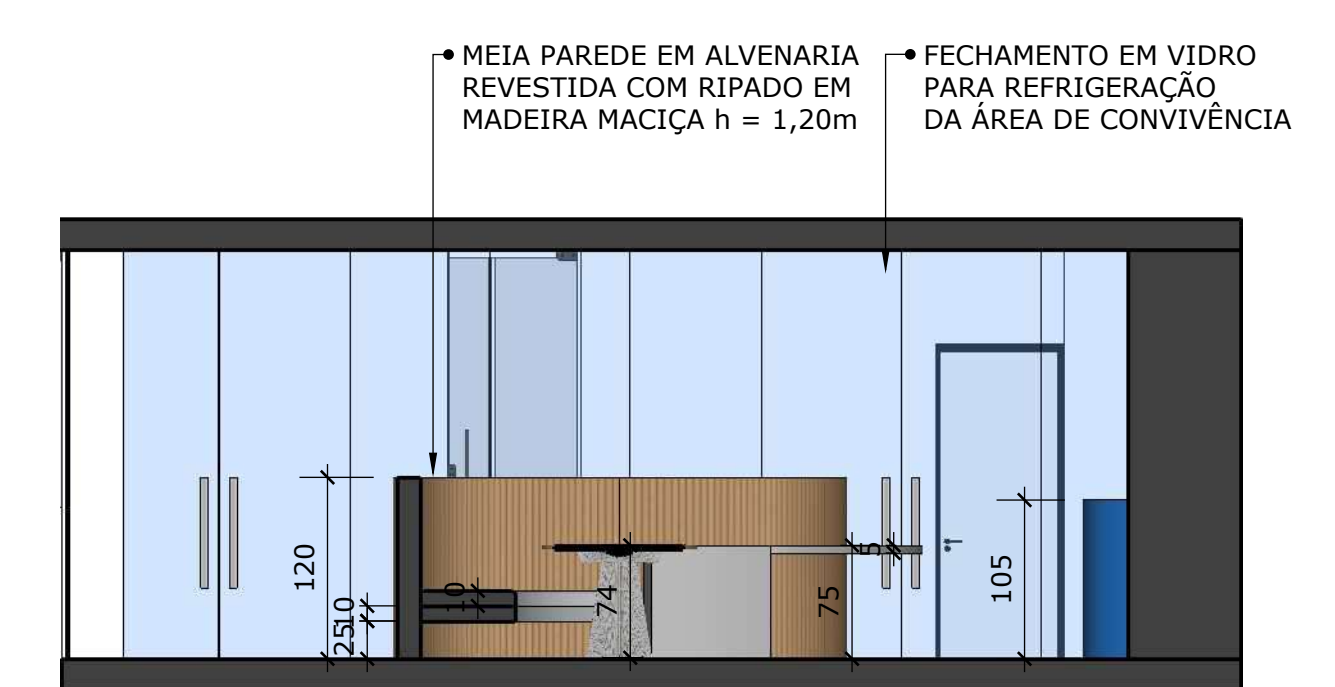 MEIA PAREDE EM ALVENARIA
REVESTIDA COM RIPADO EM
MADEIRA MACIÇA h = 1,20m
FECHAMENTO EM VIDRO
PARA REFRIGERAÇÃO
DA ÁREA DE CONVIVÊNCIA
120
25
10
10
74
75
5
105